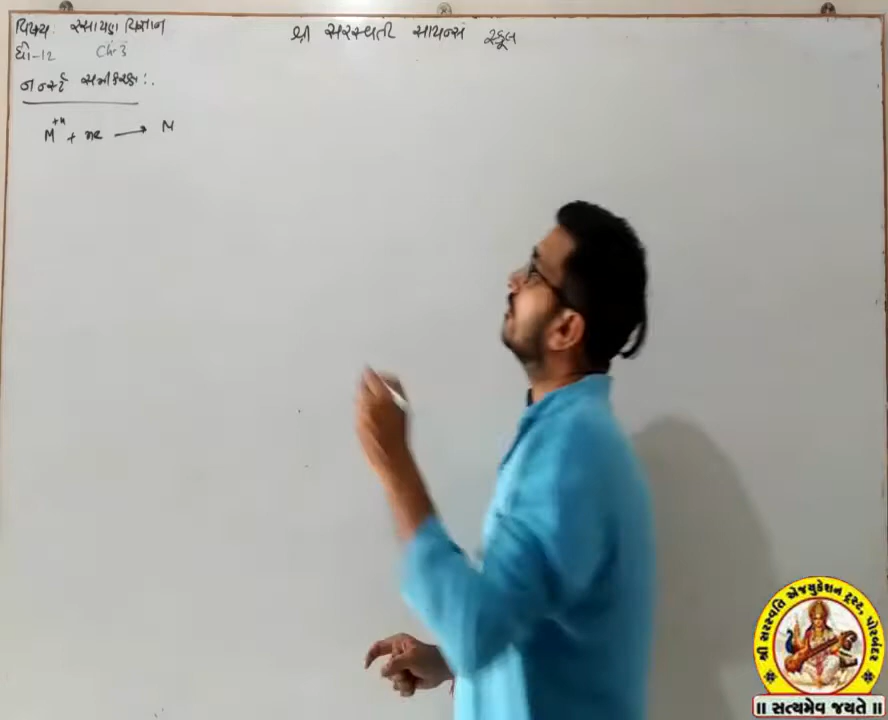 વિષય: રસાયણ વિજ્ઞાન
શ્રી સરસ્વતી સાયન્સ સ્કૂલ
ધો-12 Ch-3
નર્ન્સ્ટ સમીકરણ :.
M⁺ⁿ + ne ⟶ M
શ્રી સરસ્વતિ એજ્યુકેશન ટ્રસ્ટ, પોરબંદર
॥ સત્યમેવ જયતે ॥